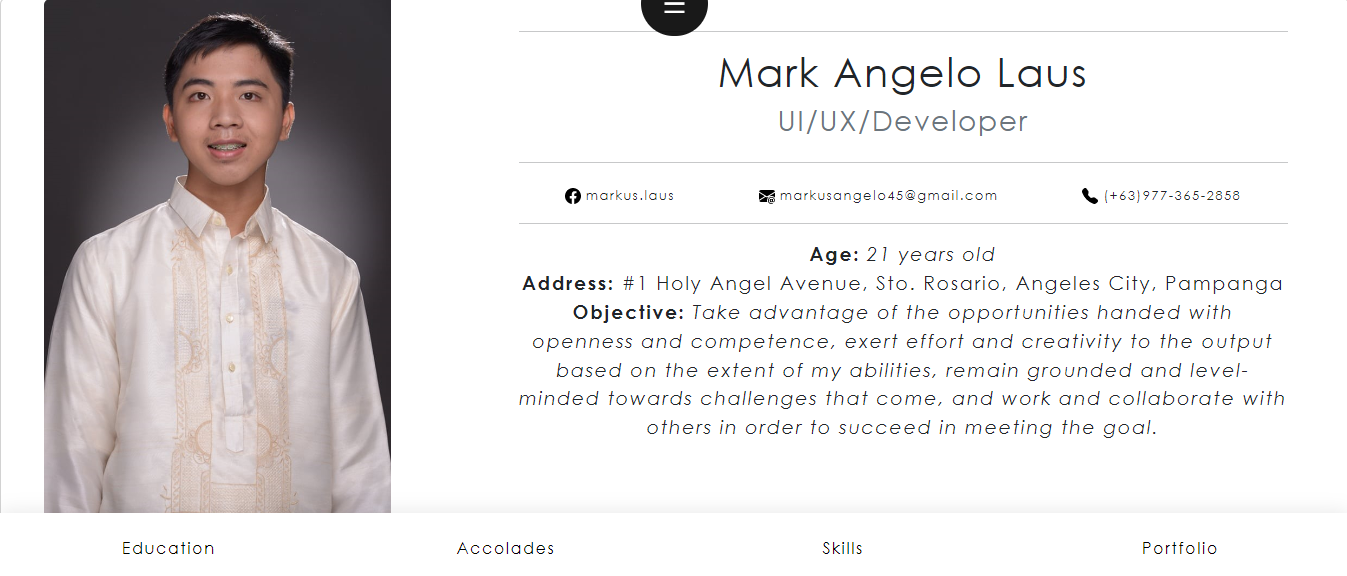 Mark Angelo Laus
UI/UX/Developer
markus.laus markusangelo45@gmail.com (+63)977-365-2858
Age: 21 years old
Address: #1 Holy Angel Avenue, Sto. Rosario, Angeles City, Pampanga
Objective: Take advantage of the opportunities handed with
openness and competence, exert effort and creativity to the output
based on the extent of my abilities, remain grounded and level-
minded towards challenges that come, and work and collaborate with
others in order to succeed in meeting the goal.
Education Accolades Skills Portfolio